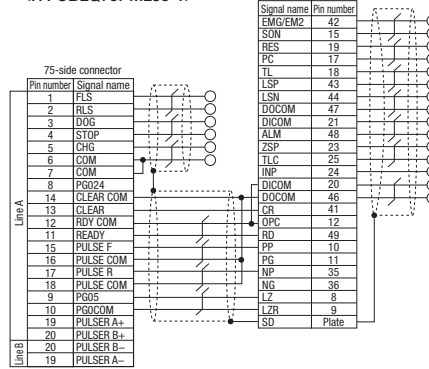 75-side connector
Pin number Signal name
1 FLS
2 RLS
3 DOG
4 STOP
5 CHG
6 COM
7 COM
8 PG024
14 CLEAR COM
13 CLEAR
12 RDY COM
11 READY
15 PULSE F
16 PULSE COM
17 PULSE R
18 PULSE COM
9 PG05
10 PG0COM
19 PULSER A+
20 PULSER B+
20 PULSER B−
19 PULSER A−
Line A
Line B
Signal name Pin number
EMG/EM2 42
SON 15
RES 19
PC 17
TL 18
LSP 43
LSN 44
DOCOM 47
DICOM 21
ALM 48
ZSP 23
TLC 25
INP 24
DICOM 20
DOCOM 46
CR 41
OPC 12
RD 49
PP 10
PG 11
NP 35
NG 36
LZ 8
LZR 9
SD Plate